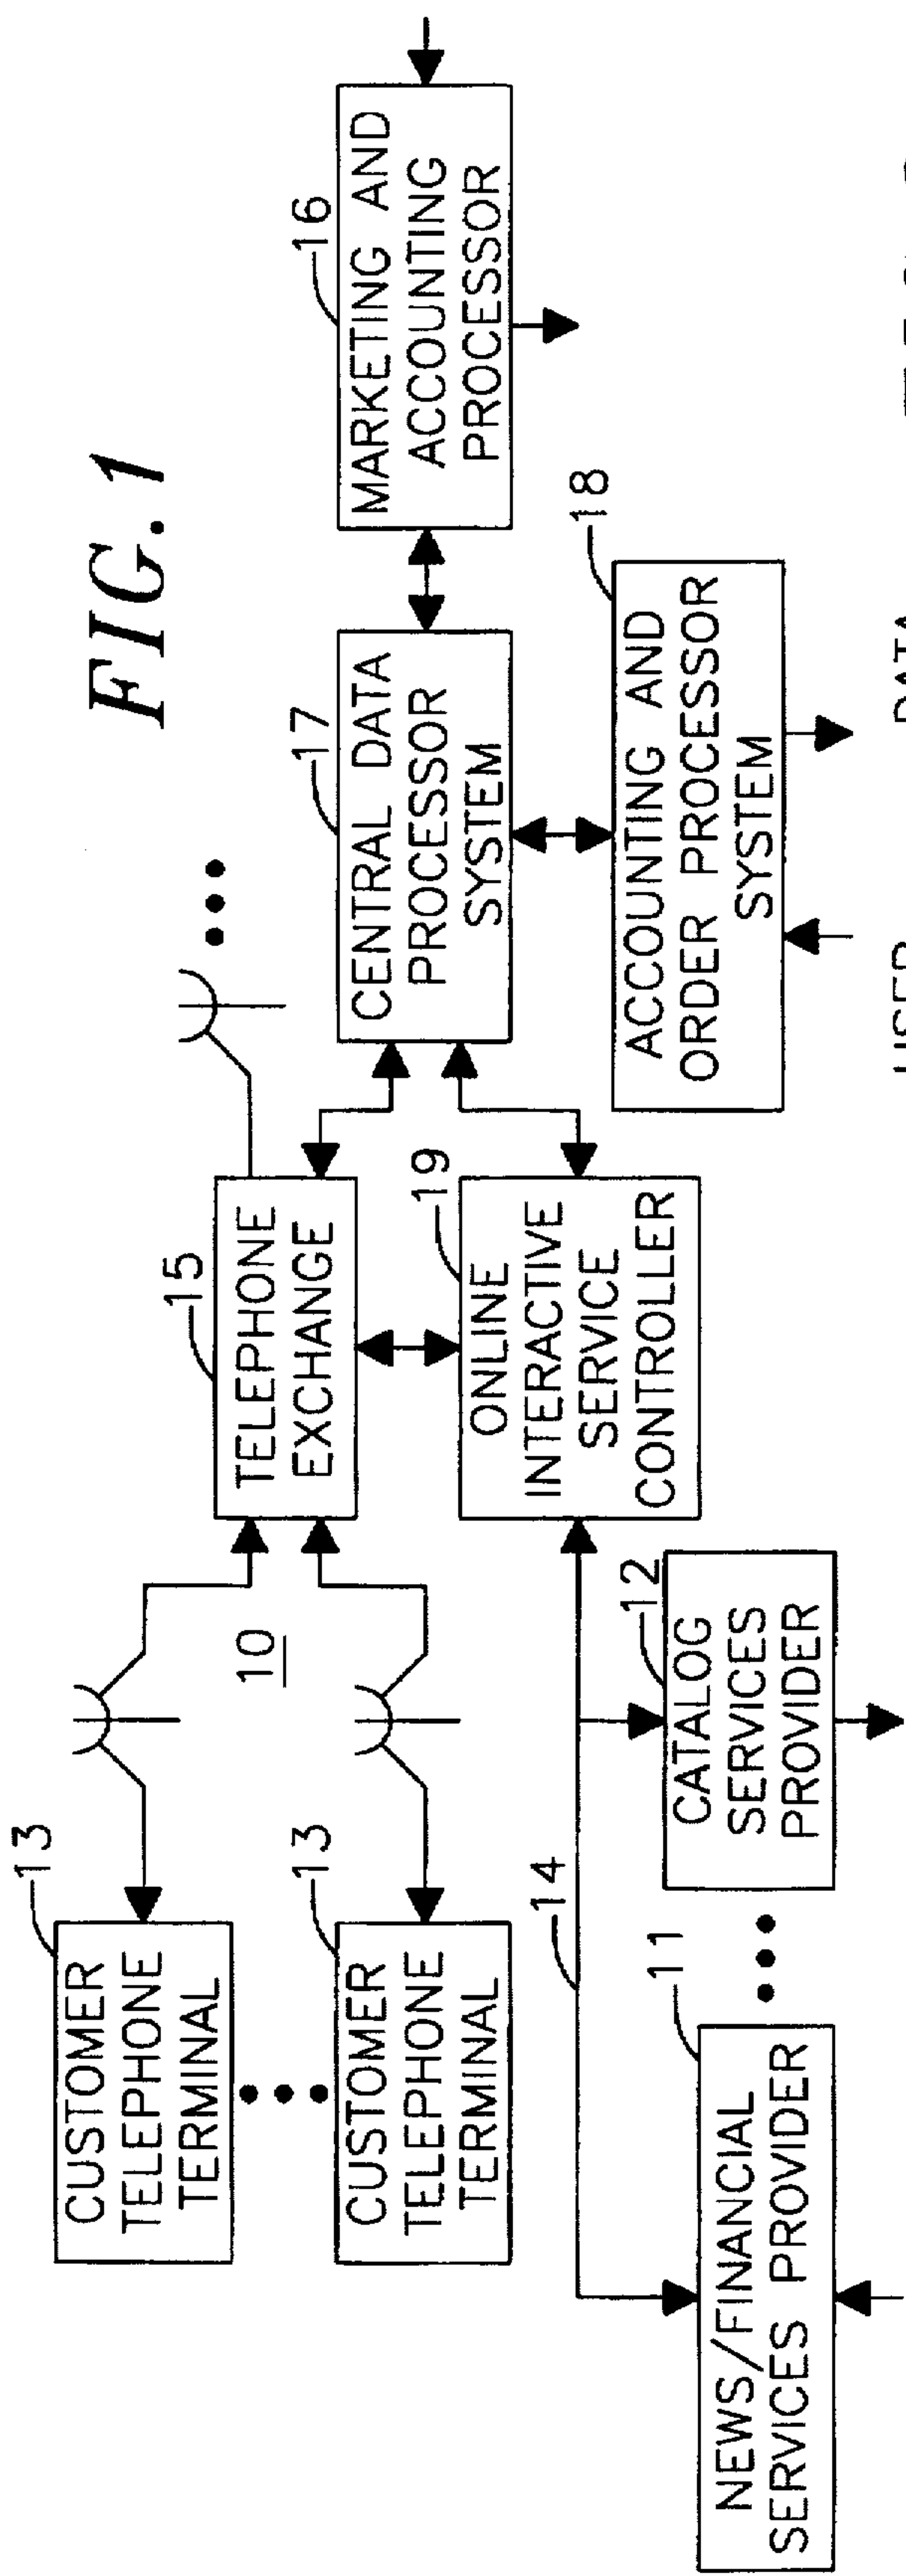 FIG.1
13
CUSTOMER
TELEPHONE
TERMINAL
13
CUSTOMER
TELEPHONE
TERMINAL
10
15
TELEPHONE
EXCHANGE
17
CENTRAL DATA
PROCESSOR
SYSTEM
16
MARKETING AND
ACCOUNTING
PROCESSOR
19
ONLINE
INTERACTIVE
SERVICE
CONTROLLER
18
ACCOUNTING AND
ORDER PROCESSOR
SYSTEM
14
11
NEWS/FINANCIAL
SERVICES PROVIDER
12
CATALOG
SERVICES
PROVIDER
USER
DATA